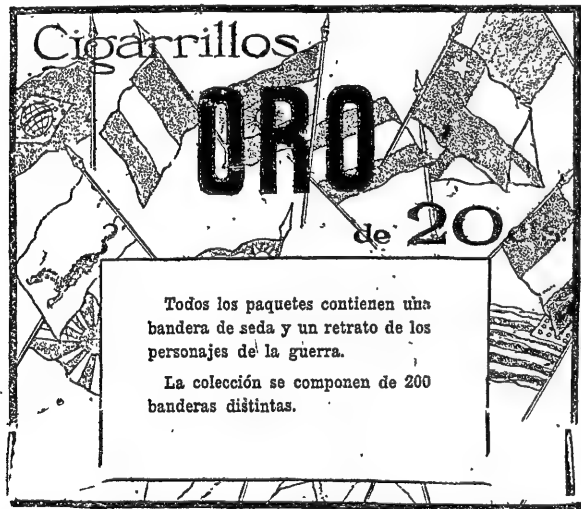 Cigarrillos
ORO
de 20
Todos los paquetes contienen una
bandera de seda y un retrato de los
personajes de la guerra.
La colección se componen de 200
banderas distintas.